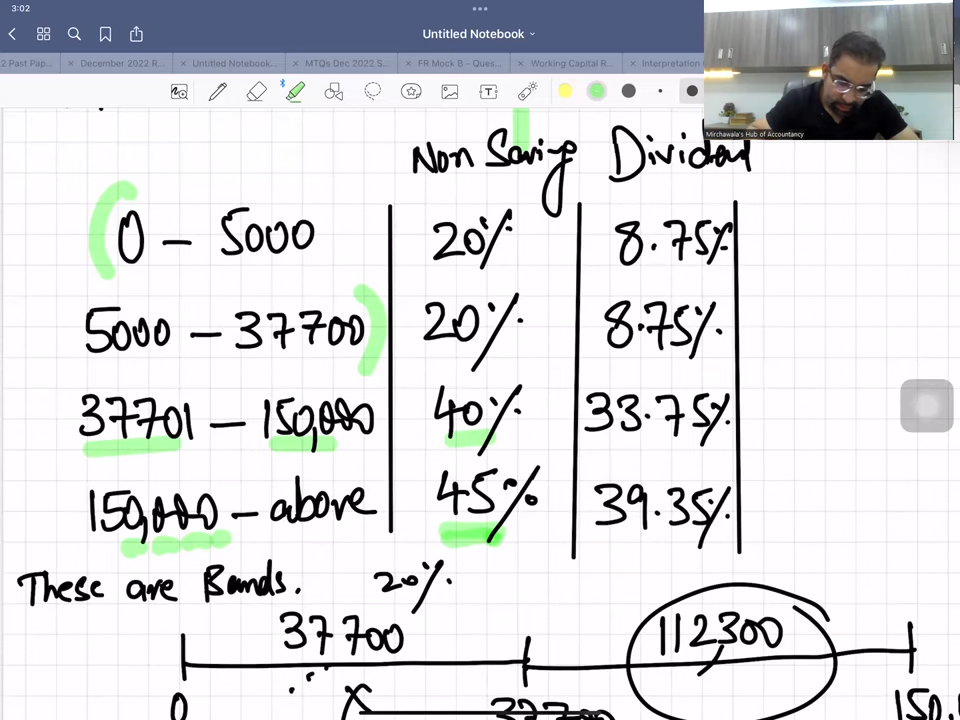 3:02
Untitled Notebook
2 Past Pap... × December 2022 R... × Untitled Notebook... × MTQs Dec 2022 S... × FR Mock B - Ques... × Working Capital R... × Interpretation
Mirchawala's Hub of Accountancy
Non Saving Dividend
0 - 5000 20% 8.75%
5000 - 37700 20% 8.75%
37701 - 150,000 40% 33.75%
150,000 - above 45% 39.35%
These are Bands. 20%
37700 112300
0 37700 150,